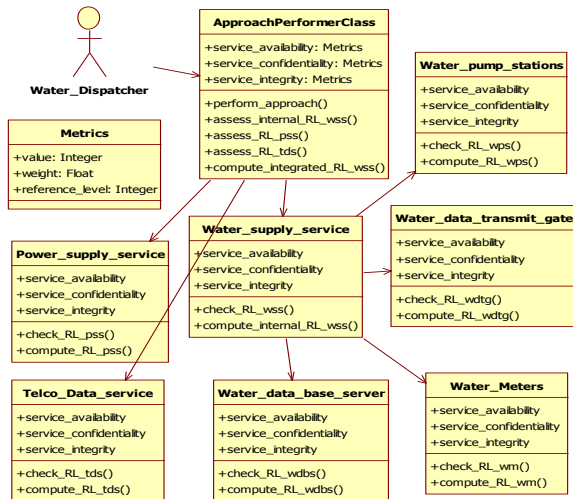 ApproachPerformerClass
+service_availability: Metrics
+service_confidentiality: Metrics
+service_integrity: Metrics
+perform_approach()
+assess_internal_RL_wss()
+assess_RL_pss()
+assess_RL_tds()
+compute_integrated_RL_wss()
Water_Dispatcher
Water_pump_stations
+service_availability
+service_confidentiality
+service_integrity
+check_RL_wps()
+compute_RL_wps()
Metrics
+value: Integer
+weight: Float
+reference_level: Integer
Water_supply_service
+service_availability
+service_confidentiality
+service_integrity
+check_RL_wss()
+compute_internal_RL_wss()
Water_data_transmit_gate
+service_availability
+service_confidentiality
+service_integrity
+check_RL_wdtg()
+compute_RL_wdtg()
Power_supply_service
+service_availability
+service_confidentiality
+service_integrity
+check_RL_pss()
+compute_RL_pss()
Telco_Data_service
+service_availability
+service_confidentiality
+service_integrity
+check_RL_tds()
+compute_RL_tds()
Water_data_base_server
+service_availability
+service_confidentiality
+service_integrity
+check_RL_wdbs()
+compute_RL_wdbs()
Water_Meters
+service_availability
+service_confidentiality
+service_integrity
+check_RL_wm()
+compute_RL_wm()